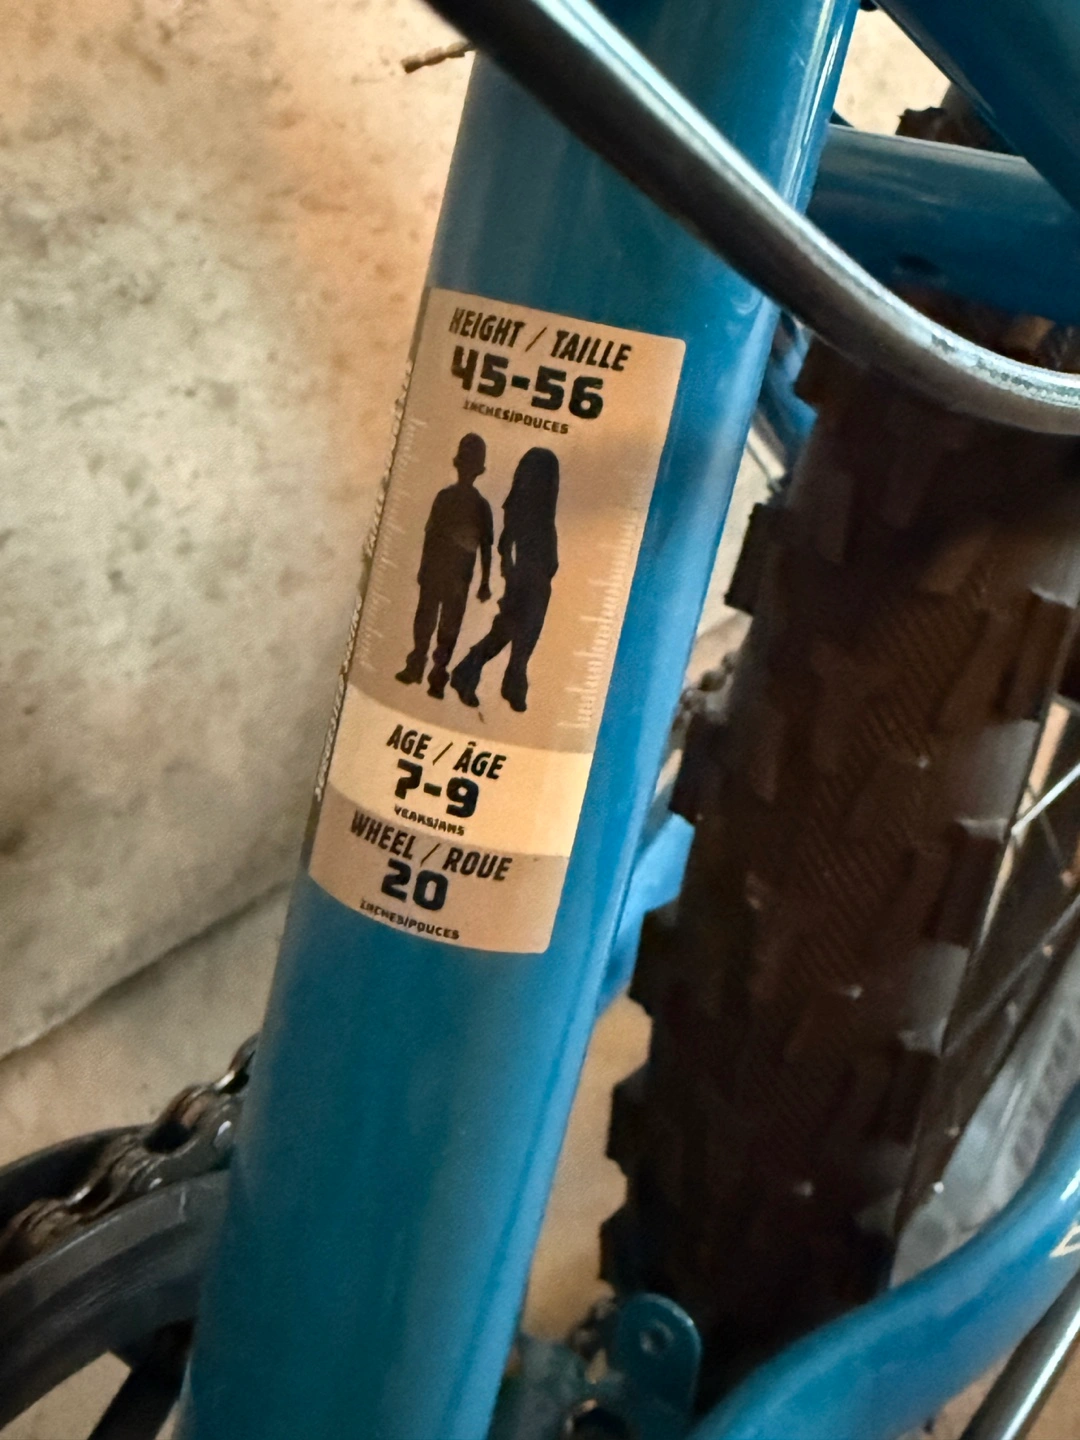 HEIGHT / TAILLE
45-56
INCHES/POUCES
AGE / ÂGE
7-9
YEARS/ANS
WHEEL / ROUE
20
INCHES/POUCES